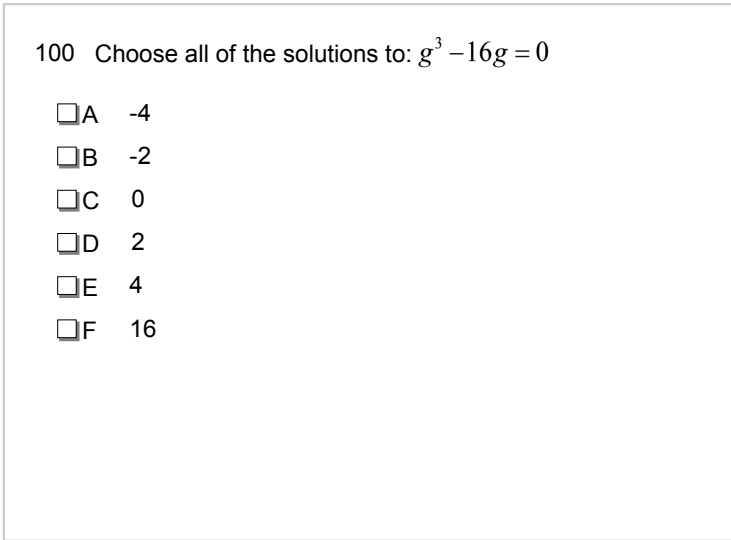 100 Choose all of the solutions to: g³ – 16g = 0
A -4
B -2
C 0
D 2
E 4
F 16